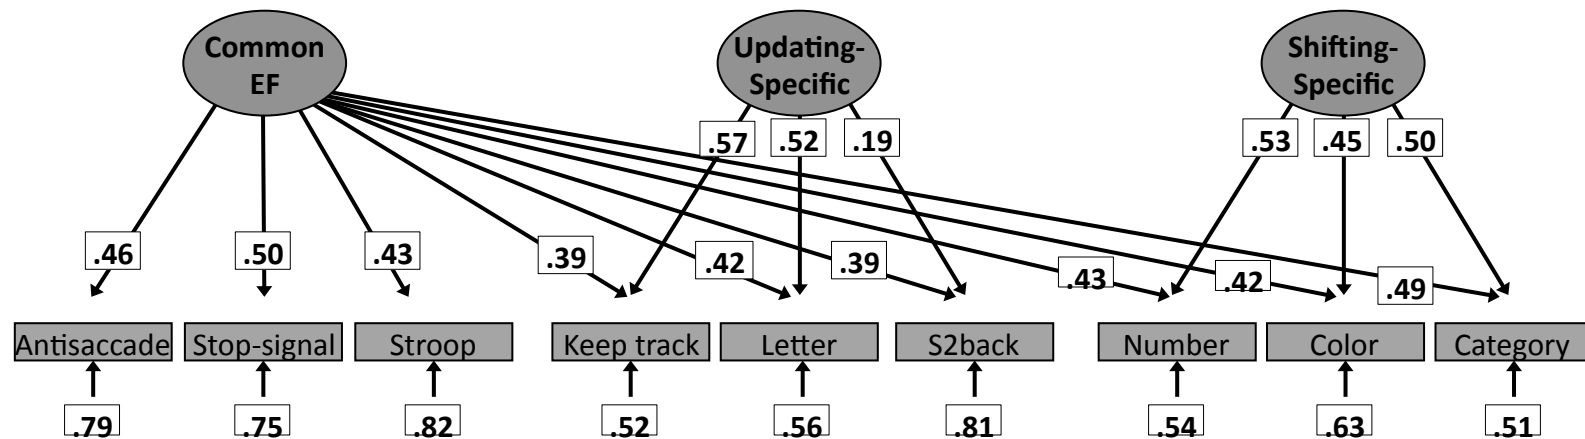 Common
EF
Updating-
Specific
Shifting-
Specific
.57
.52
.19
.53
.45
.50
.46
.50
.43
.39
.42
.39
.43
.42
.49
Antisaccade
Stop-signal
Stroop
Keep track
Letter
S2back
Number
Color
Category
.79
.75
.82
.52
.56
.81
.54
.63
.51